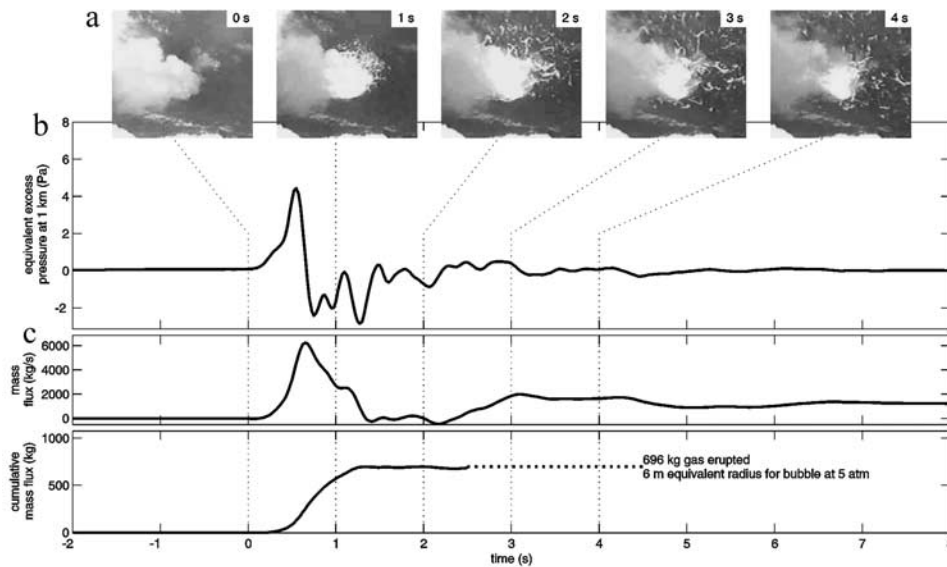 a
0 s
1 s
2 s
3 s
4 s
b
8
6
4
2
0
-2
equivalent excess
pressure at 1 km (Pa)
c
6000
4000
2000
0
mass
flux (kg/s)
1000
500
0
cumulative
mass flux (kg)
696 kg gas erupted
6 m equivalent radius for bubble at 5 atm
-2
-1
0
1
2
3
4
5
6
7
time (s)